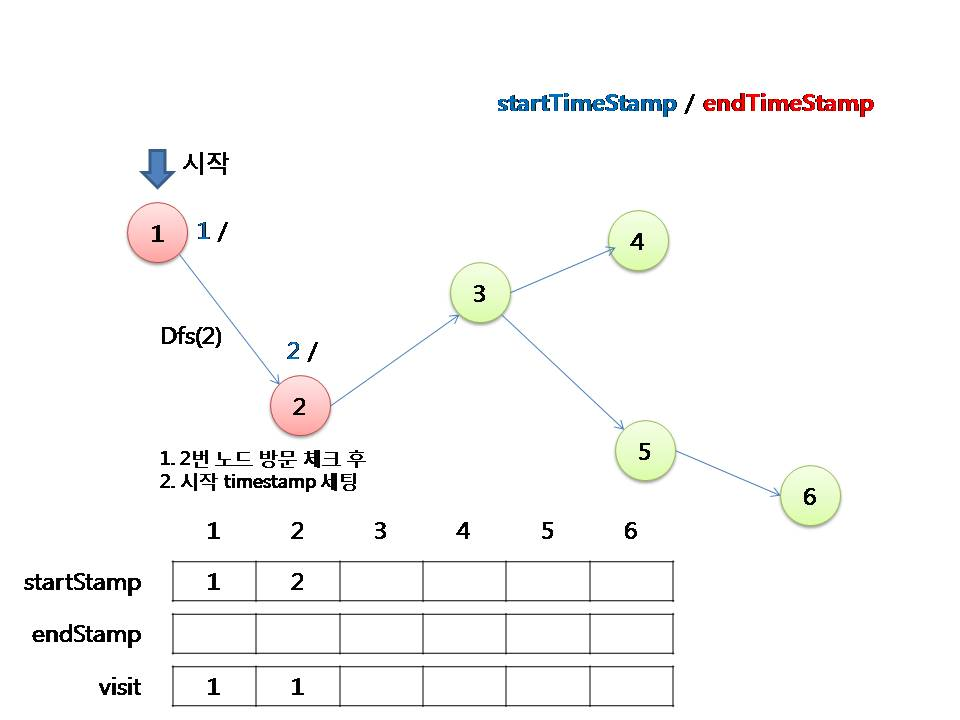 startTimeStamp / endTimeStamp
시작
1
1 /
4
3
Dfs(2)
2 /
2
5
1. 2번 노드 방문 체크 후
2. 시작 timestamp 세팅
6
1 2 3 4 5 6
startStamp 1 2
endStamp
visit 1 1